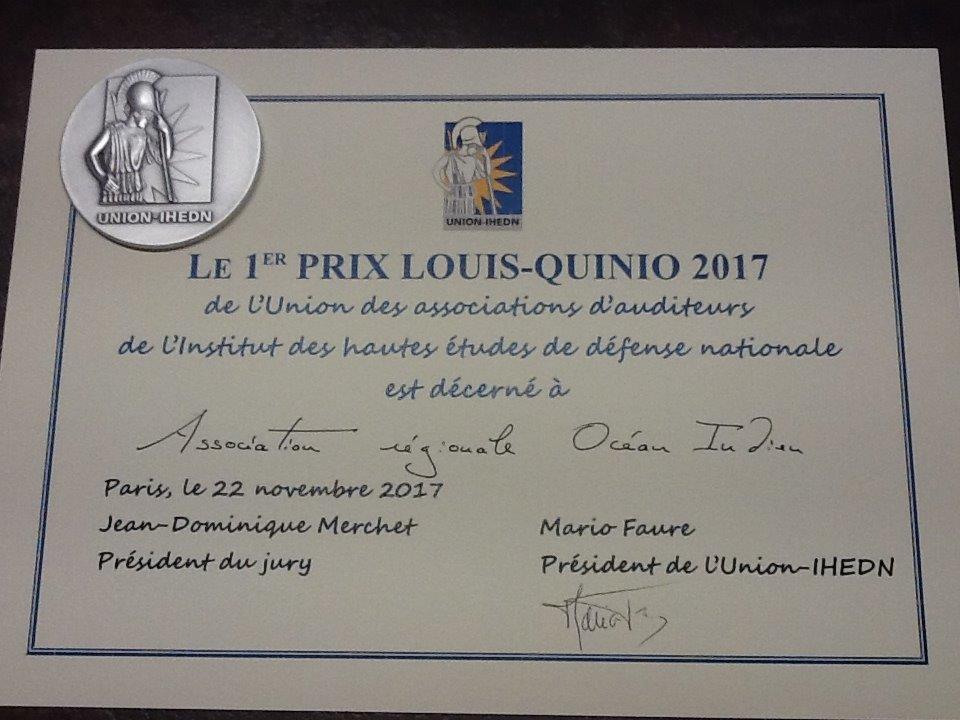 UNION-IHEDN
UNION-IHEDN
LE 1ER PRIX LOUIS-QUINIO 2017
de l'Union des associations d'auditeurs
de l'Institut des hautes études de défense nationale
est décerné à
Association régionale Océan Indien
Paris, le 22 novembre 2017
Jean-Dominique Merchet
Président du jury
Mario Faure
Président de l'Union-IHEDN